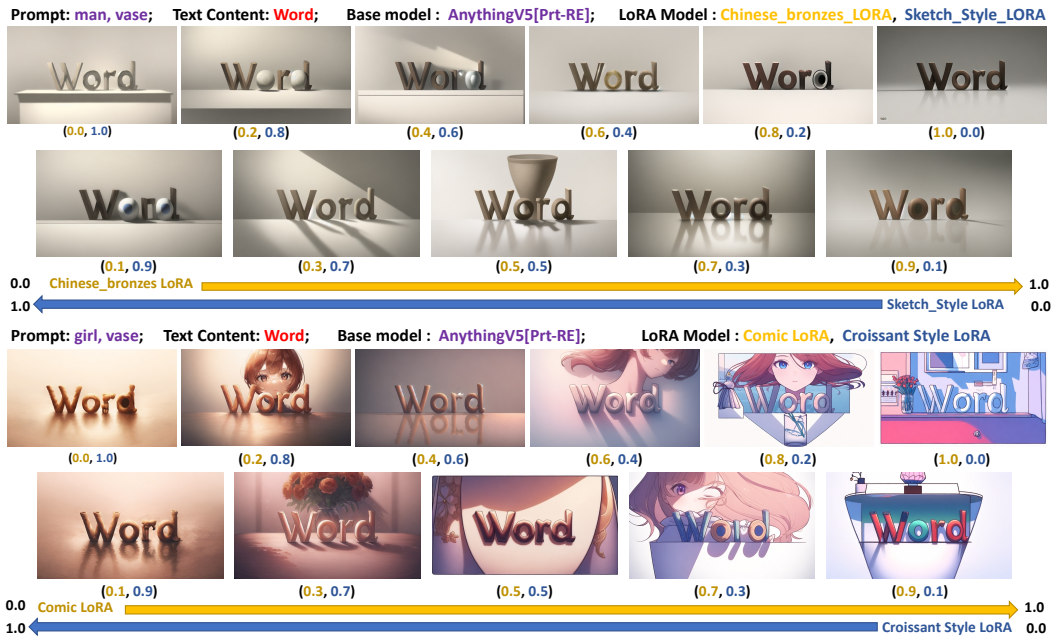 Prompt: man, vase; Text Content: Word; Base model : AnythingV5[Prt-RE]; LoRA Model : Chinese_bronzes_LORA, Sketch_Style_LORA
Word Word Word Word Word Word
(0.0, 1.0) (0.2, 0.8) (0.4, 0.6) (0.6, 0.4) (0.8, 0.2) (1.0, 0.0)
Word Word Word Word Word
(0.1, 0.9) (0.3, 0.7) (0.5, 0.5) (0.7, 0.3) (0.9, 0.1)
0.0 Chinese_bronzes LoRA 1.0
1.0 Sketch_Style LoRA 0.0
Prompt: girl, vase; Text Content: Word; Base model : AnythingV5[Prt-RE]; LoRA Model : Comic LoRA, Croissant Style LoRA
Word Word Word Word Word Word
(0.0, 1.0) (0.2, 0.8) (0.4, 0.6) (0.6, 0.4) (0.8, 0.2) (1.0, 0.0)
Word Word Word Word Word
(0.1, 0.9) (0.3, 0.7) (0.5, 0.5) (0.7, 0.3) (0.9, 0.1)
0.0 Comic LoRA 1.0
1.0 Croissant Style LoRA 0.0